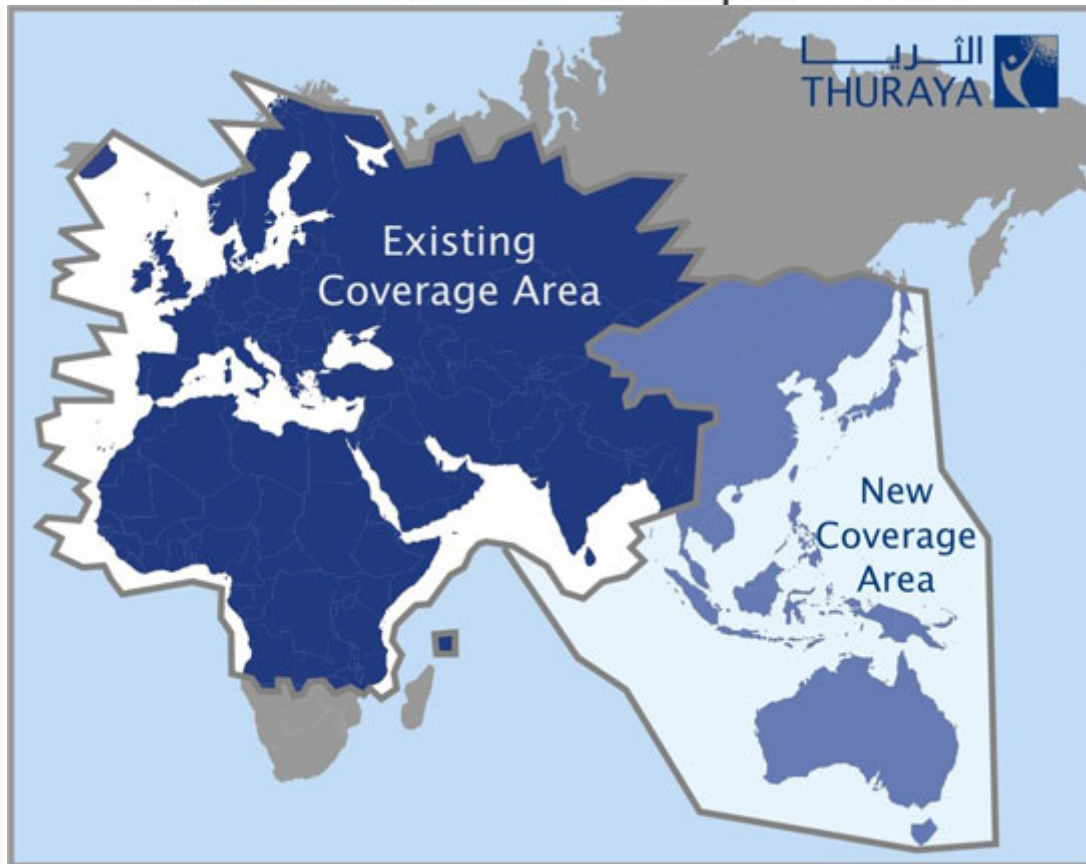 الثريا
THURAYA
Existing
Coverage Area
New
Coverage
Area